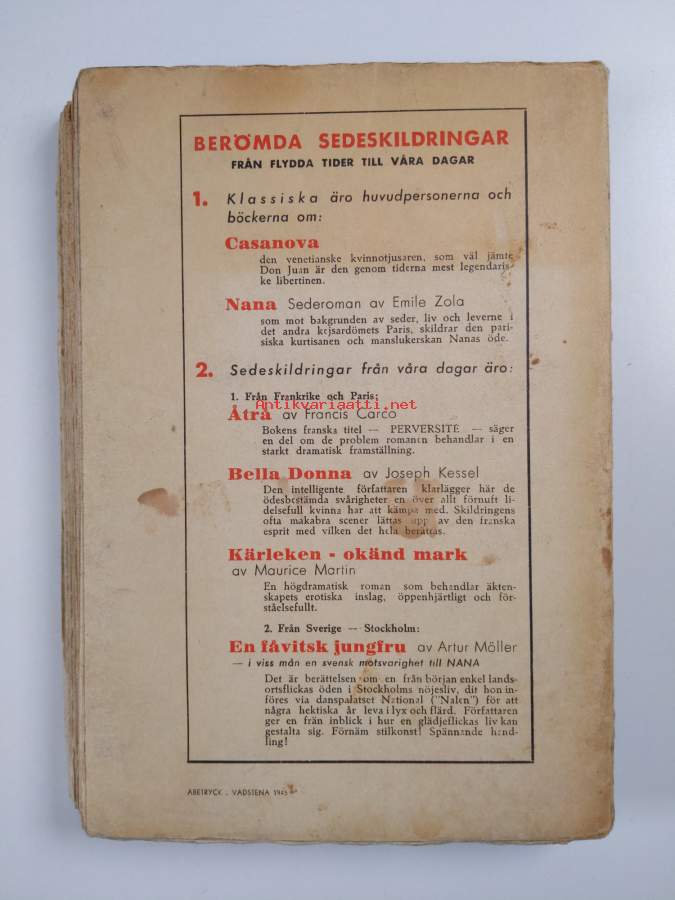 BERÖMDA SEDESKILDRINGAR
FRÅN FLYDDA TIDER TILL VÅRA DAGAR
1. Klassiska äro huvudpersonerna och
böckerna om:
Casanova
den venetianske kvinnotjusaren, som väl jämte
Don Juan är den genom tiderna mest legendaris
ke libertinen.
Nana Sederoman av Emile Zola
som mot bakgrunden av seder, liv och leverne i
det andra kejsardömets Paris, skildrar den pari-
siska kurtisanen och manslukerskan Nanas öde.
2. Sedeskildringar från våra dagar äro:
1. Från Frankrike och Paris:
Antikvariaatti.net
Åtrå av Francis Carco
Bokens franska titel — PERVERSITÉ — säger
en del om de problem romanen behandlar i en
starkt dramatisk framställning.
Bella Donna av Joseph Kessel
Den intelligente författaren klarlägger här de
ödesbestämda svårigheter en över allt förnuft li-
delsefull kvinna har att kämpa med. Skildringens
ofta makabra scener lättas upp av den franska
esprit med vilken det hela berättas.
Kärleken - okänd mark
av Maurice Martin
En högdramatisk roman som behandlar äkten-
skapets erotiska inslag, öppenhjärtligt och för-
ståelsefullt.
2. Från Sverige — Stockholm:
En fåvitsk jungfru av Artur Möller
— i viss mån en svensk motsvarighet till NANA
Det är berättelsen om en från början enkel lands-
ortsflickas öden i Stockholms nöjesliv, dit hon in-
föres via danspalatset National ("Nalen") för att
några hektiska år leva i lyx och flärd. Författaren
ger en från inblick i hur en glädjeflickas liv kan
gestalta sig. Förnäm stilkonst! Spännande hand-
ling!
ABETRYCK . VADSTENA 1945